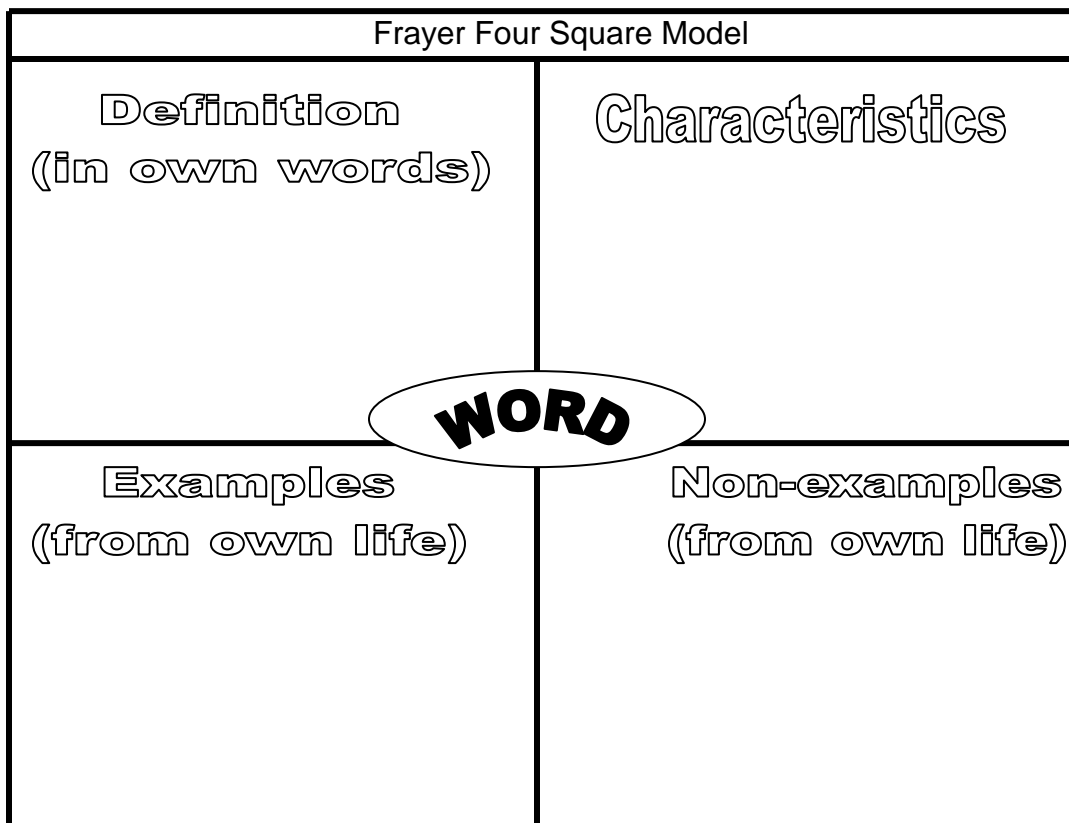 Frayer Four Square Model
Definition
(in own words)
Characteristics
WORD
Examples
(from own life)
Non-examples
(from own life)